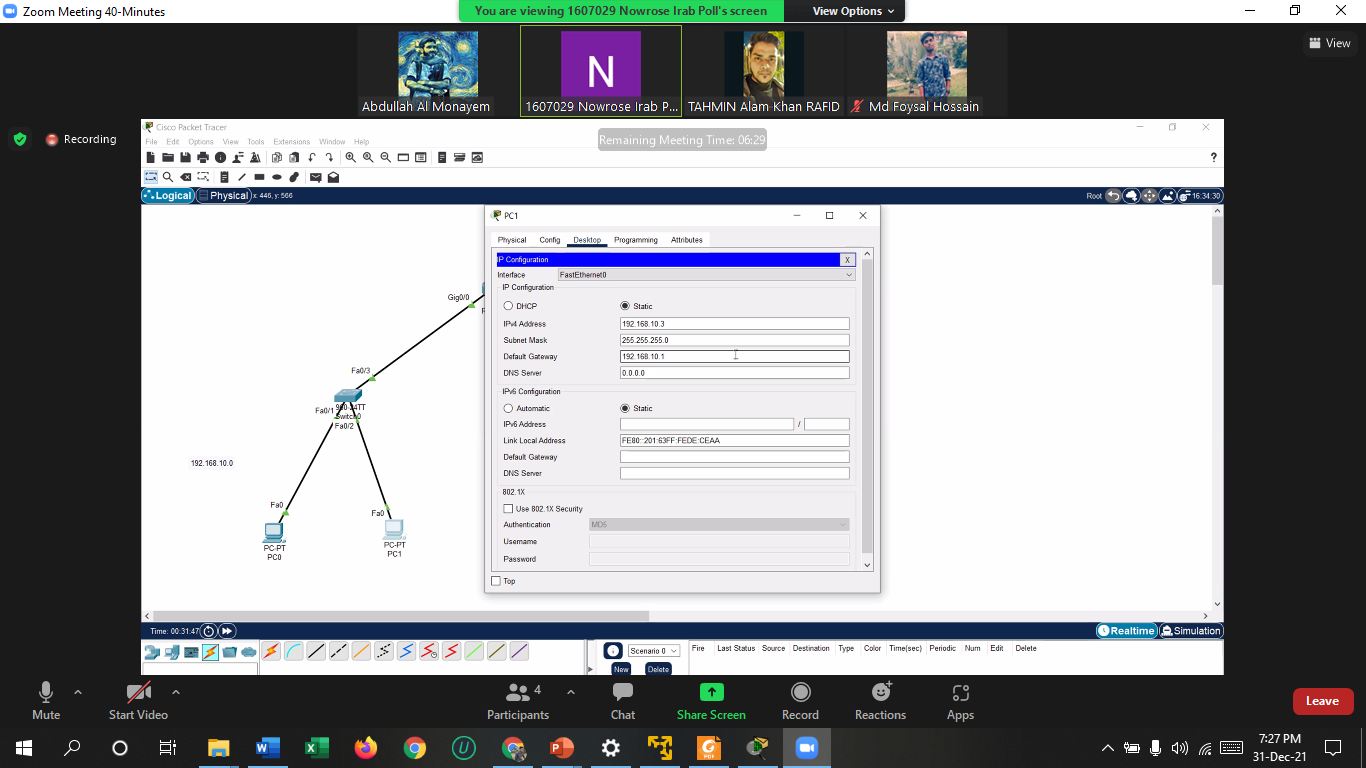 Zoom Meeting 40-Minutes
You are viewing 1607029 Nowrose Irab Poll's screen
View Options
View
Abdullah Al Monayem
N
1607029 Nowrose Irab P...
TAHMIN Alam Khan RAFID
Md Foysal Hossain
Recording
Cisco Packet Tracer
File Edit Options View Tools Extensions Window Help
Remaining Meeting Time: 06:29
?
Logical
Physical
x: 446, y: 566
Root
16:34:30
PC1
Physical Config Desktop Programming Attributes
IP Configuration
X
Interface FastEthernet0
IP Configuration
DHCP Static
IPv4 Address 192.168.10.3
Subnet Mask 255.255.255.0
Default Gateway 192.168.10.1
DNS Server 0.0.0.0
IPv6 Configuration
Automatic Static
IPv6 Address /
Link Local Address FE80::201:63FF:FEDE:CEAA
Default Gateway
DNS Server
802.1X
Use 802.1X Security
Authentication MD5
Username
Password
Top
Gig0/0
Fa0/3
Fa0/1
Switch0
Fa0/2
192.168.10.0
Fa0
Fa0
PC-PT
PC0
PC-PT
PC1
Time: 00:31:47
Realtime
Simulation
Scenario 0
New Delete
Fire Last Status Source Destination Type Color Time(sec) Periodic Num Edit Delete
Mute
Start Video
4
Participants
Chat
Share Screen
Record
Reactions
Apps
Leave
7:27 PM
31-Dec-21